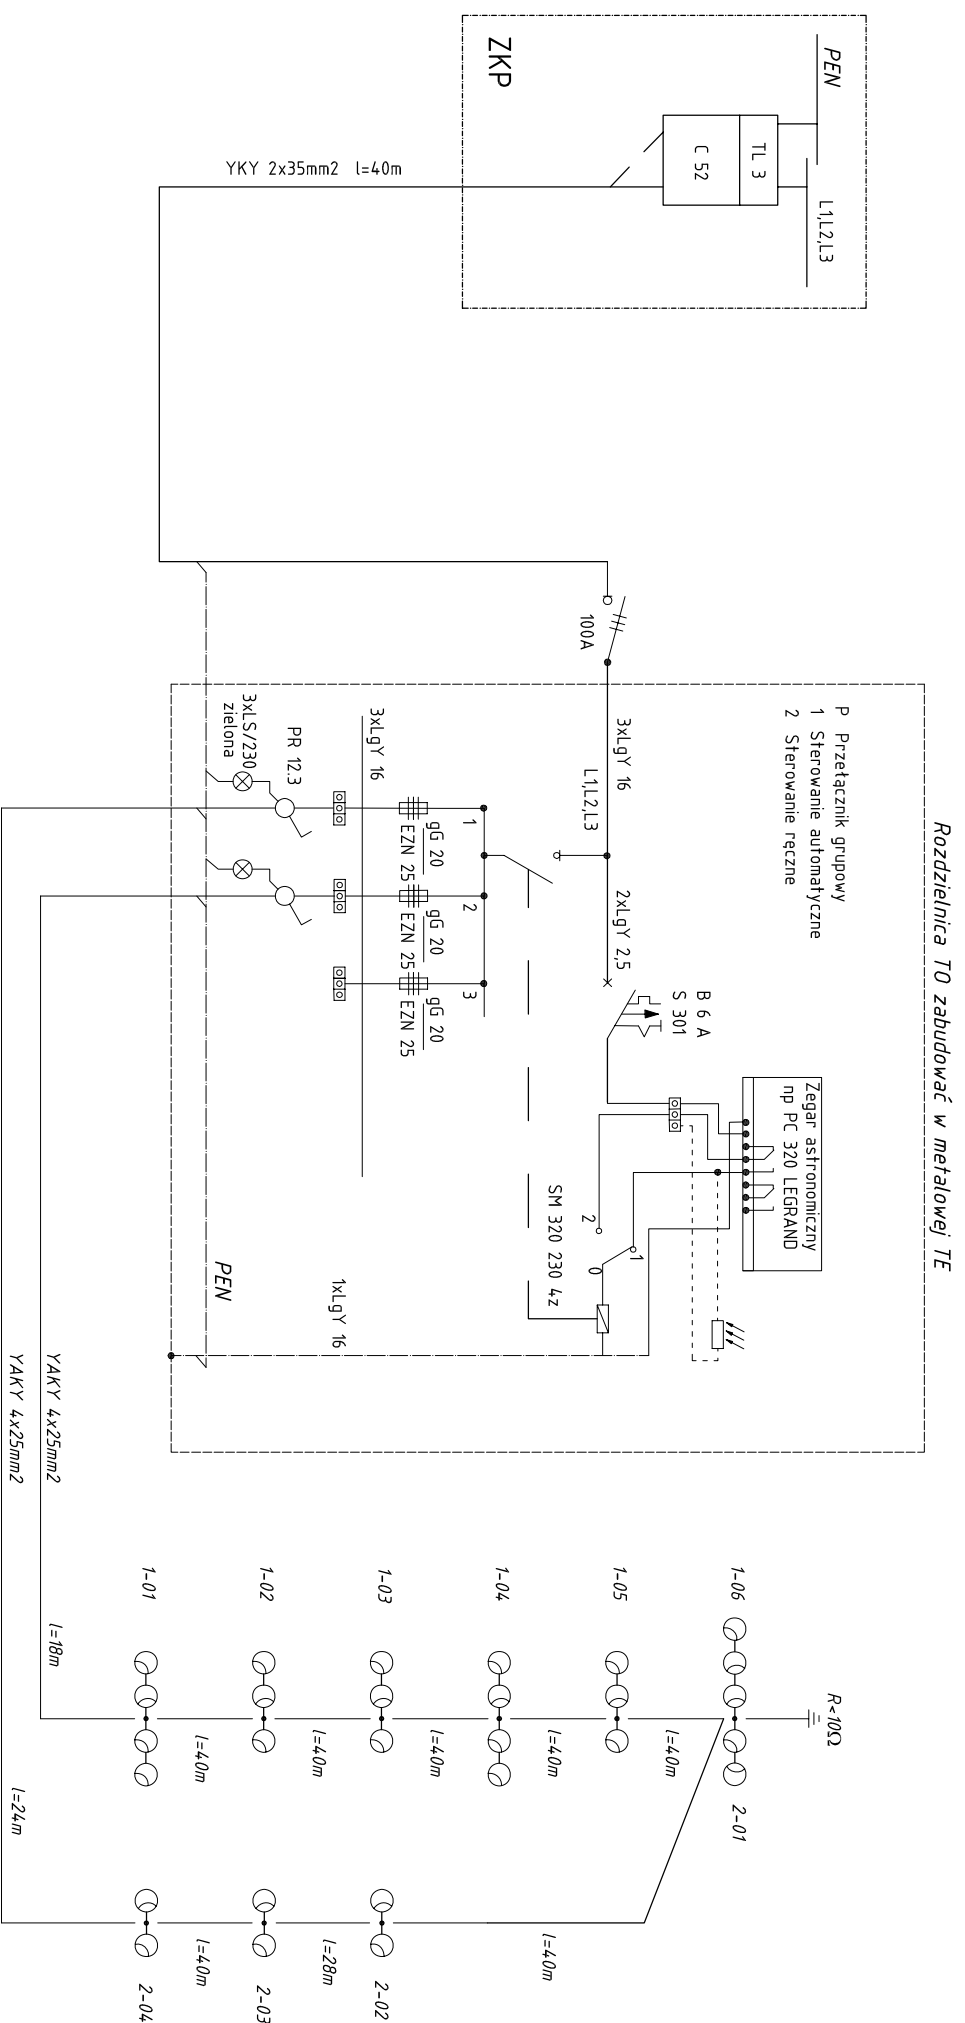 Rozdzielnica TO zabudować w metalowej TE
ZKP
PEN
TL 3
C 52
L1,L2,L3
YKY 2x35mm2 l=40m
100A
P Przełącznik grupowy
1 Sterowanie automatyczne
2 Sterowanie ręczne
3xLgY 16
L1,L2,L3
2xLgY 2,5
B 6 A
S 301
Zegar astronomiczny
np PC 320 LEGRAND
2
1
0
SM 320 230 4z
1
gG 20
EZN 25
2
gG 20
EZN 25
3
gG 20
EZN 25
3xLgY 16
PR 12.3
3xLS/230
zielona
1xLgY 16
PEN
YAKY 4x25mm2
YAKY 4x25mm2
l=18m
l=24m
R<10Ω
1-06
2-01
1-05
l=40m
1-04
l=40m
1-03
l=40m
1-02
l=40m
1-01
l=40m
l=40m
2-02
l=28m
2-03
l=40m
2-04